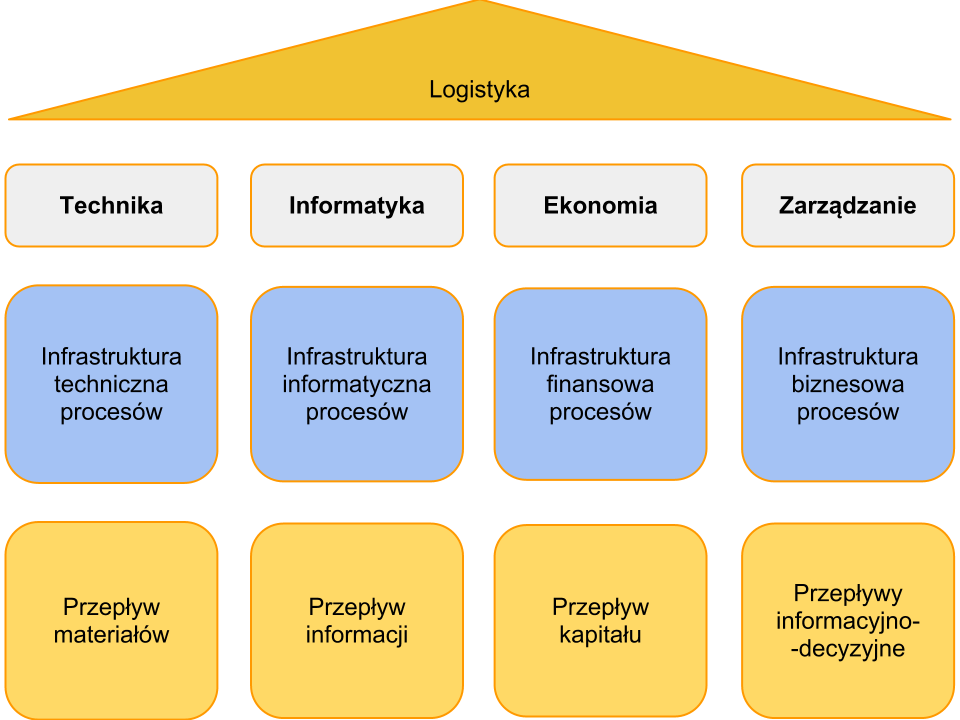 Logistyka
Technika
Informatyka
Ekonomia
Zarządzanie
Infrastruktura
techniczna
procesów
Infrastruktura
informatyczna
procesów
Infrastruktura
finansowa
procesów
Infrastruktura
biznesowa
procesów
Przepływ
materiałów
Przepływ
informacji
Przepływ
kapitału
Przepływy
informacyjno-
-decyzyjne